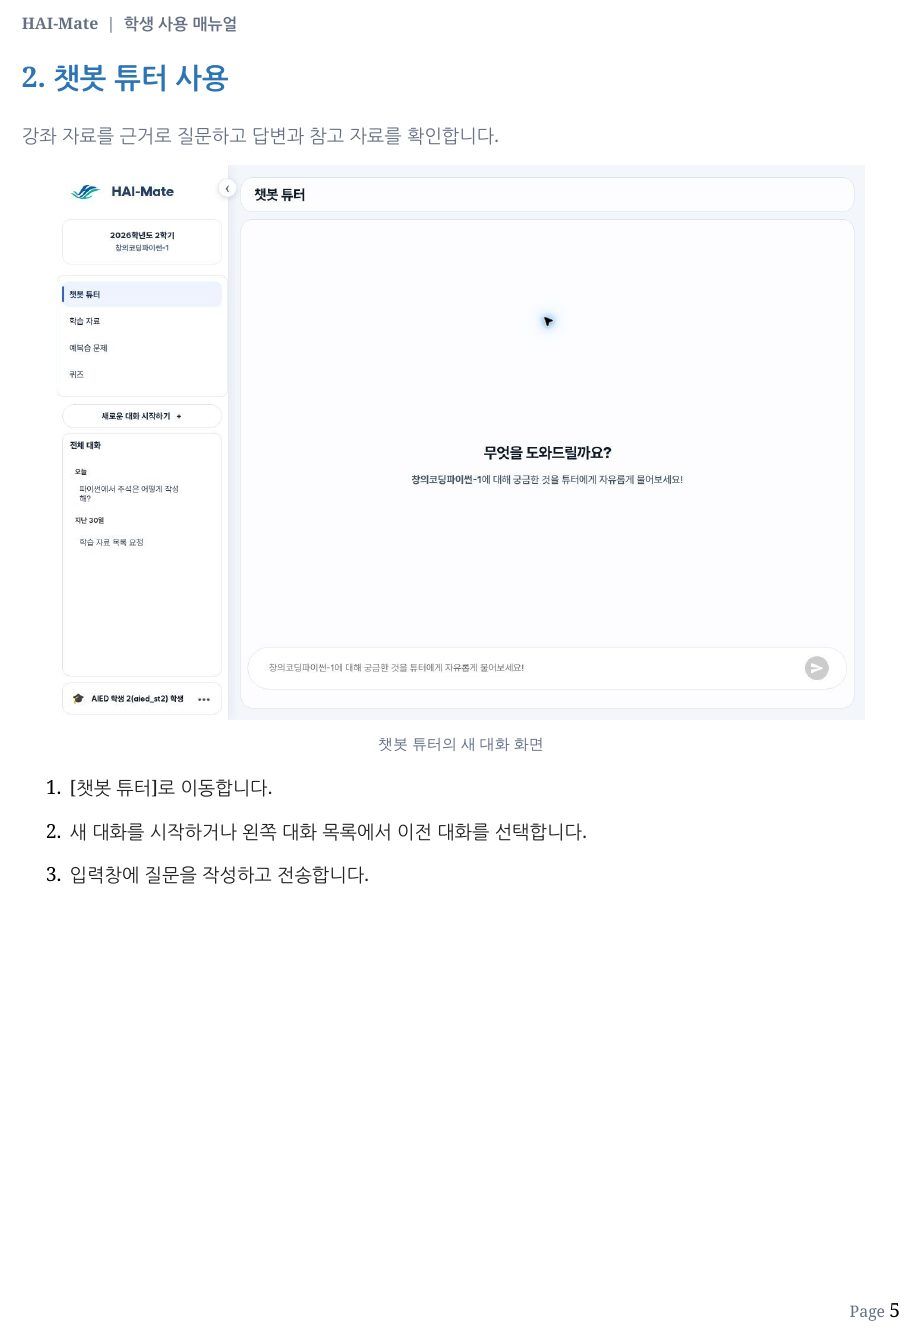 HAI-Mate | 학생 사용 매뉴얼
2. 챗봇 튜터 사용
강좌 자료를 근거로 질문하고 답변과 참고 자료를 확인합니다.
HAI-Mate
2026학년도 2학기
창의코딩파이썬-1
챗봇 튜터
학습 자료
예복습 문제
퀴즈
새로운 대화 시작하기 +
전체 대화
오늘
파이썬에서 주석은 어떻게 작성
해?
지난 30일
학습 자료 목록 요청
AIED 학생 2(aied_st2) 학생
챗봇 튜터
무엇을 도와드릴까요?
창의코딩파이썬-1에 대해 궁금한 것을 튜터에게 자유롭게 물어보세요!
창의코딩파이썬-1에 대해 궁금한 것을 튜터에게 자유롭게 물어보세요!
챗봇 튜터의 새 대화 화면
1. [챗봇 튜터]로 이동합니다.
2. 새 대화를 시작하거나 왼쪽 대화 목록에서 이전 대화를 선택합니다.
3. 입력창에 질문을 작성하고 전송합니다.
Page 5